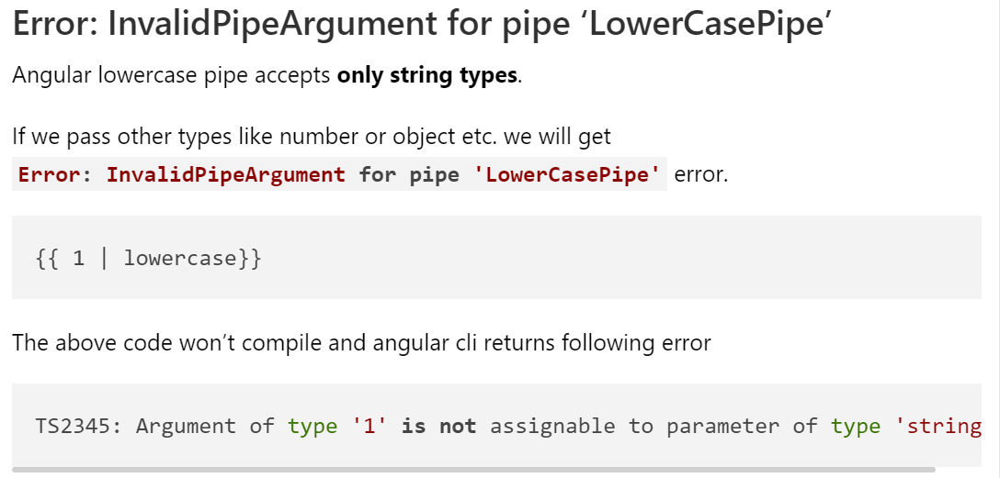 Error: InvalidPipeArgument for pipe ‘LowerCasePipe’
Angular lowercase pipe accepts only string types.
If we pass other types like number or object etc. we will get
Error: InvalidPipeArgument for pipe 'LowerCasePipe' error.
{{ 1 | lowercase}}
The above code won’t compile and angular cli returns following error
TS2345: Argument of type '1' is not assignable to parameter of type 'string